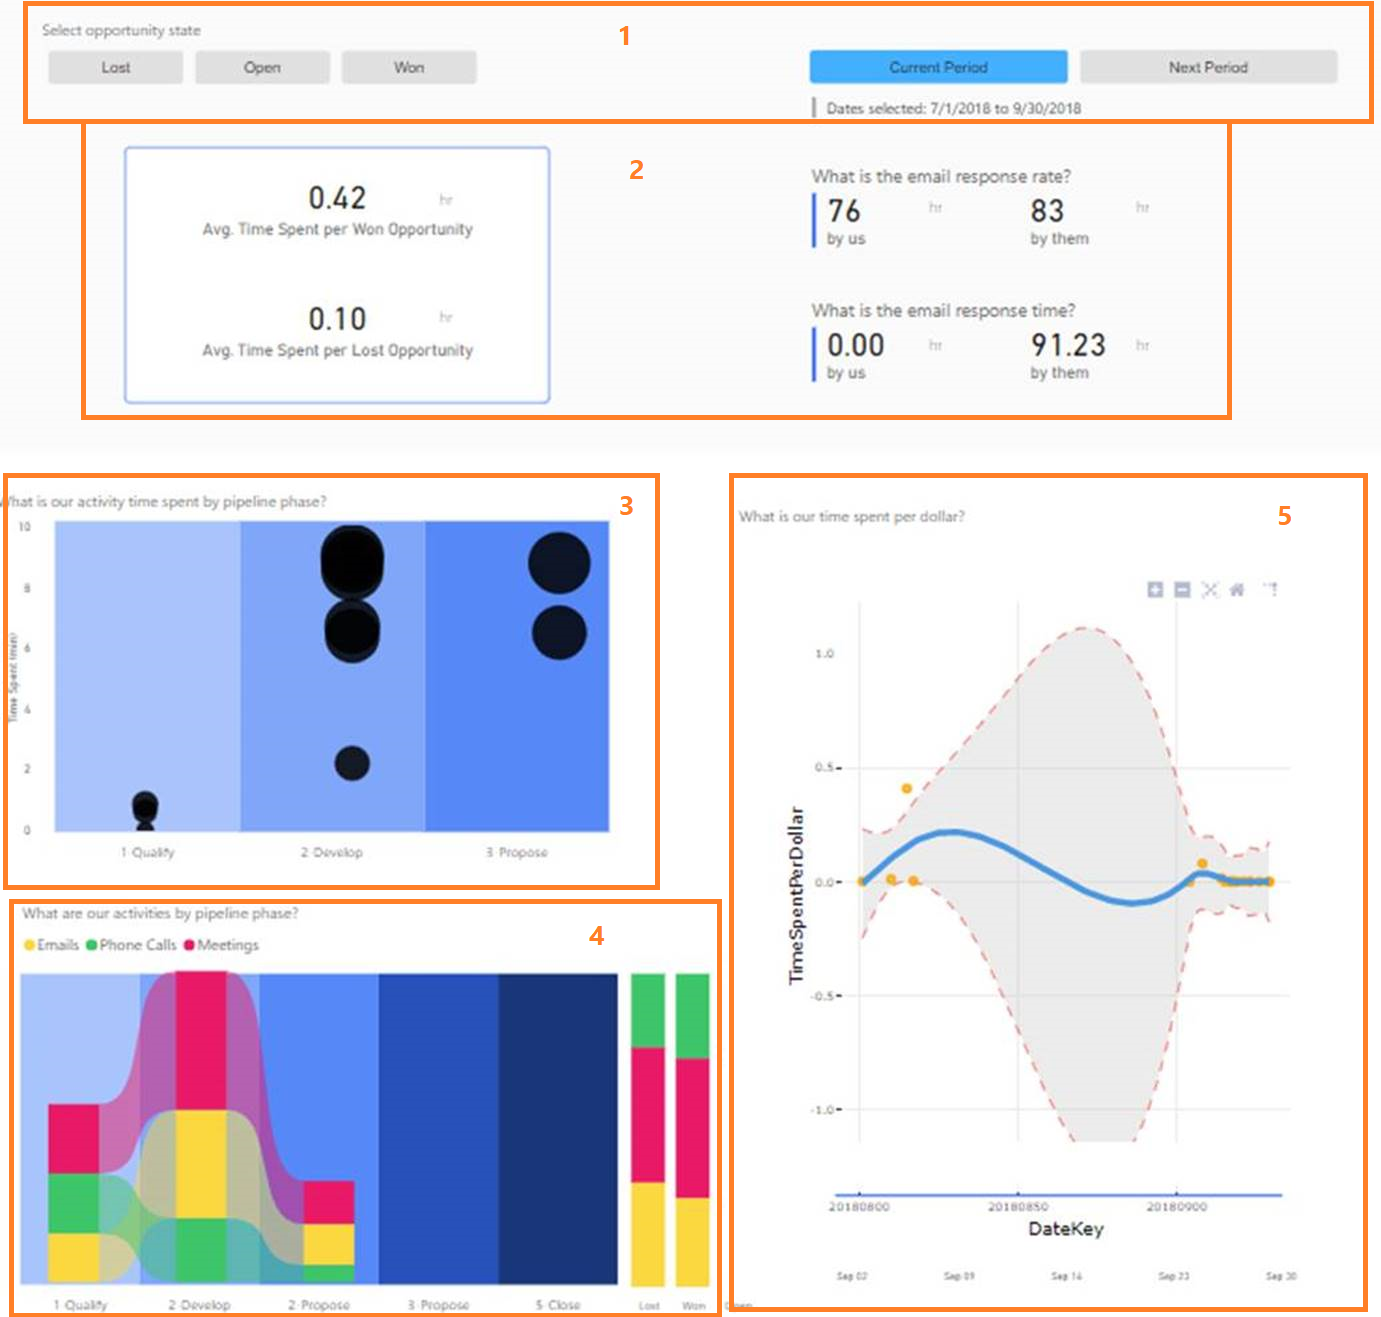 Select opportunity state
1
Lost Open Won
Current Period Next Period
Dates selected: 7/1/2018 to 9/30/2018
2
0.42 hr
Avg. Time Spent per Won Opportunity
0.10 hr
Avg. Time Spent per Lost Opportunity
What is the email response rate?
76 hr 83 hr
by us by them
What is the email response time?
0.00 hr 91.23 hr
by us by them
What is our activity time spent by pipeline phase?
3
Time Spent (min)
10
8
6
4
2
0
1-Qualify 2-Develop 3-Propose
What are our activities by pipeline phase?
4
Emails Phone Calls Meetings
1-Qualify 2-Develop 2-Propose 3-Propose 5-Close Lost Won Open
What is our time spent per dollar?
5
TimeSpentPerDollar
1.0
0.5
0.0
-0.5
-1.0
20180800 20180850 20180900
DateKey
Sep 02 Sep 09 Sep 16 Sep 23 Sep 30